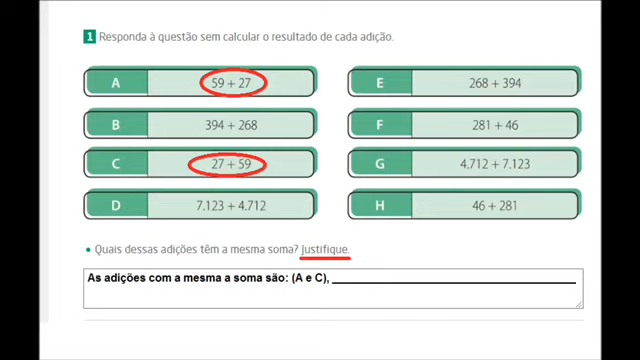 1 Responda à questão sem calcular o resultado de cada adição.
A 59 + 27
E 268 + 394
B 394 + 268
F 281 + 46
C 27 + 59
G 4.712 + 7.123
D 7.123 + 4.712
H 46 + 281
• Quais dessas adições têm a mesma soma? Justifique.
As adições com a mesma a soma são: (A e C), ____________________